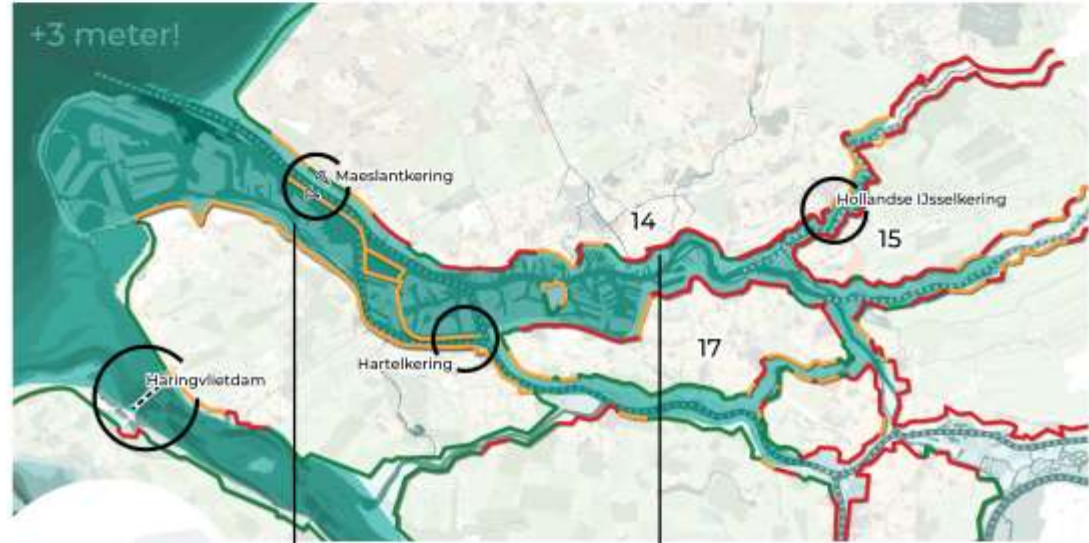 +3 meter!
Maeslantkering
Hollandse IJsselkering
14
15
17
Hartelkering
Haringvlietdam